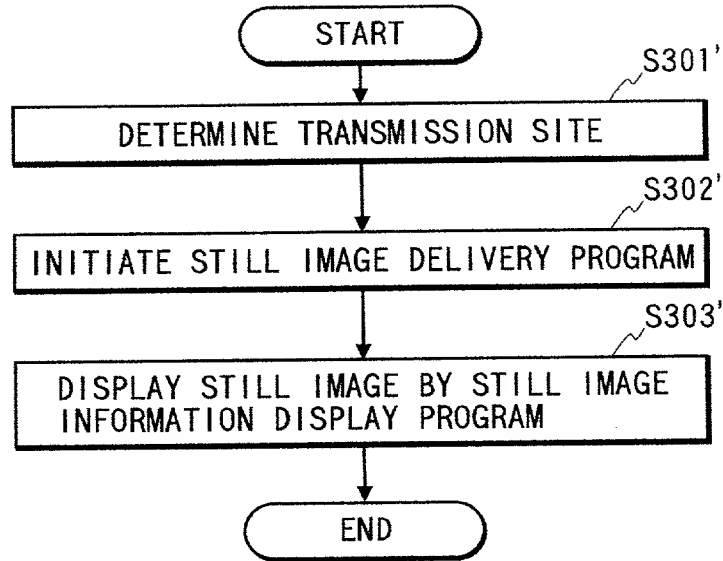 START
S301'
DETERMINE TRANSMISSION SITE
S302'
INITIATE STILL IMAGE DELIVERY PROGRAM
S303'
DISPLAY STILL IMAGE BY STILL IMAGE
INFORMATION DISPLAY PROGRAM
END